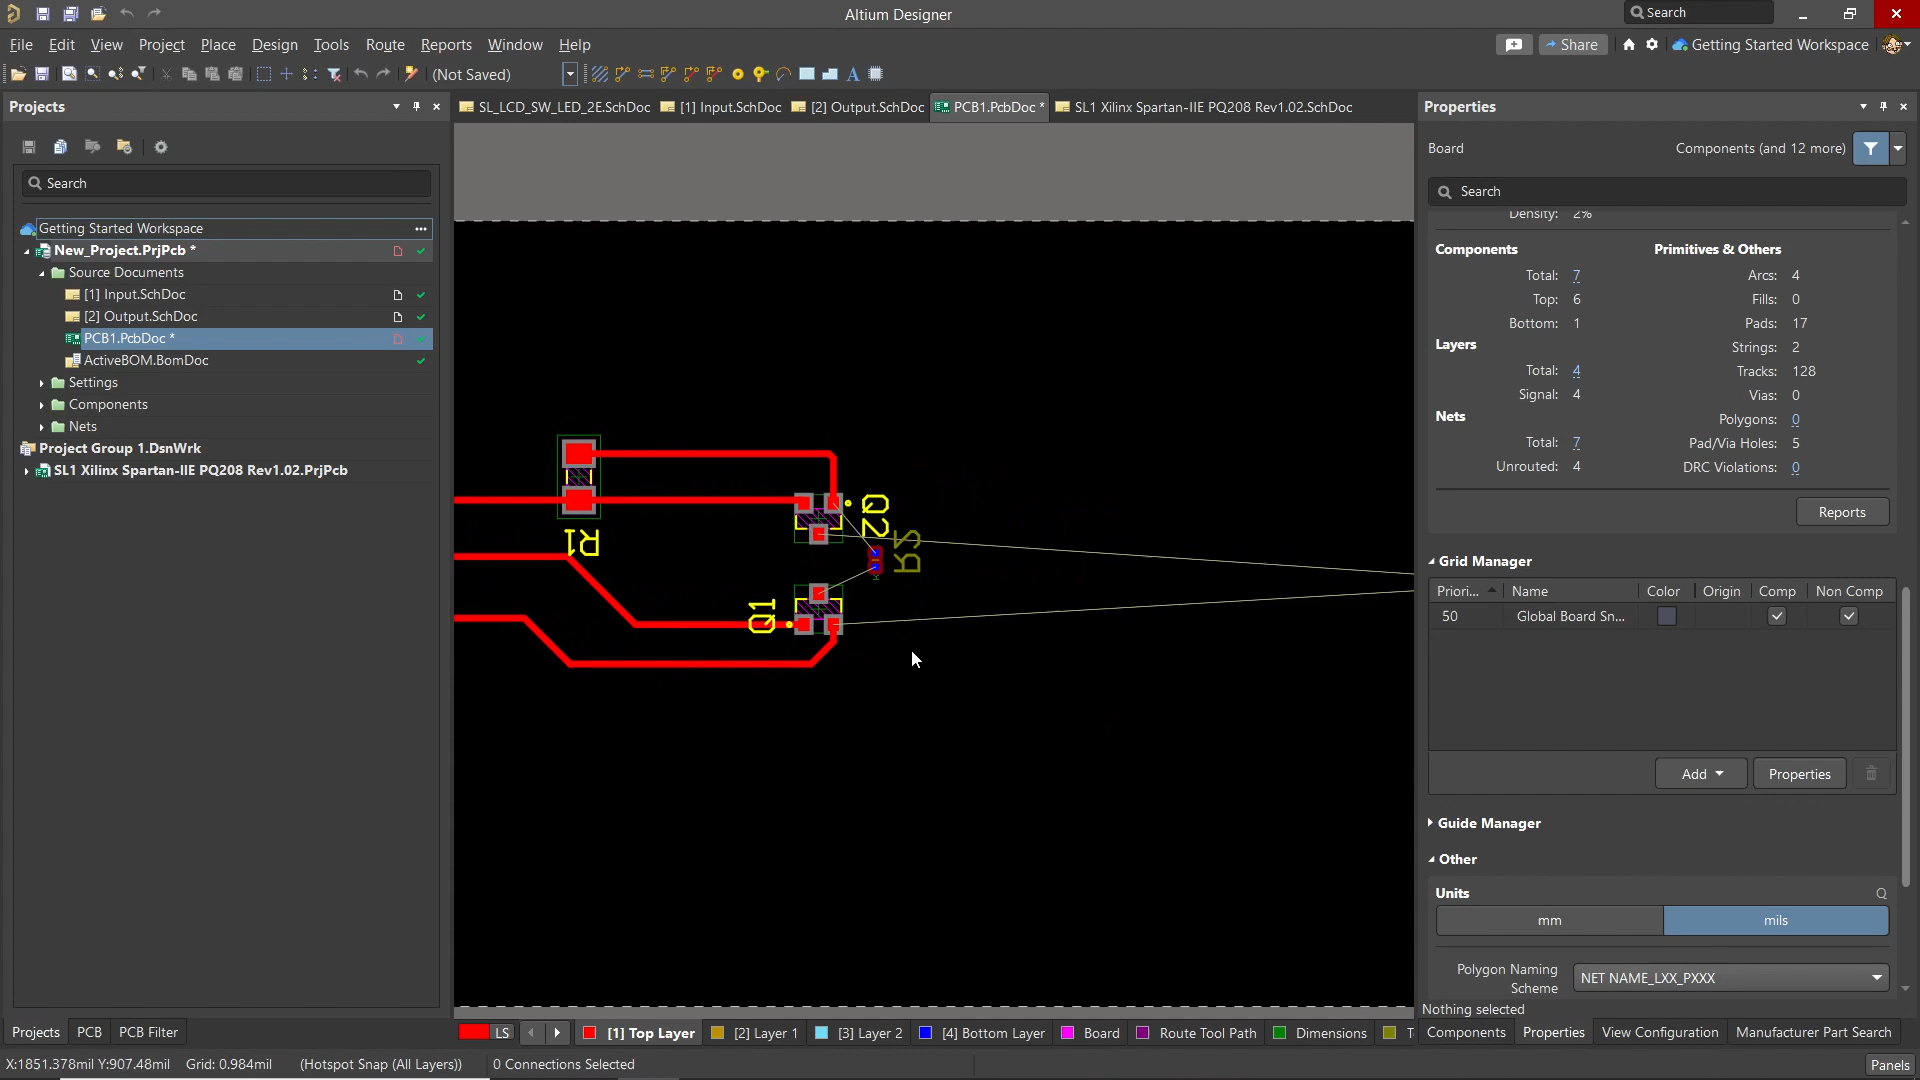 Altium Designer
Search
File Edit View Project Place Design Tools Route Reports Window Help
Share
Getting Started Workspace
(Not Saved)
A
Projects
SL_LCD_SW_LED_2E.SchDoc [1] Input.SchDoc [2] Output.SchDoc PCB1.PcbDoc * SL1 Xilinx Spartan-IIE PQ208 Rev1.02.SchDoc
Properties
Search
Getting Started Workspace
New_Project.PrjPcb *
Source Documents
[1] Input.SchDoc
[2] Output.SchDoc
PCB1.PcbDoc *
ActiveBOM.BomDoc
Settings
Components
Nets
Project Group 1.DsnWrk
SL1 Xilinx Spartan-IIE PQ208 Rev1.02.PrjPcb
R1
Q2
R2
Q1
Board Components (and 12 more)
Search
Density: 2%
Components Primitives & Others
Total: 7 Arcs: 4
Top: 6 Fills: 0
Bottom: 1 Pads: 17
Layers Strings: 2
Total: 4 Tracks: 128
Signal: 4 Vias: 0
Nets Polygons: 0
Total: 7 Pad/Via Holes: 5
Unrouted: 4 DRC Violations: 0
Reports
Grid Manager
Priori... Name Color Origin Comp Non Comp
50 Global Board Sn...
Add Properties
Guide Manager
Other
Units
mm mils
Polygon Naming Scheme NET NAME_LXX_PXXX
Nothing selected
Projects PCB PCB Filter
LS [1] Top Layer [2] Layer 1 [3] Layer 2 [4] Bottom Layer Board Route Tool Path Dimensions T
Components Properties View Configuration Manufacturer Part Search
X:1851.378mil Y:907.48mil Grid: 0.984mil (Hotspot Snap (All Layers)) 0 Connections Selected
Panels